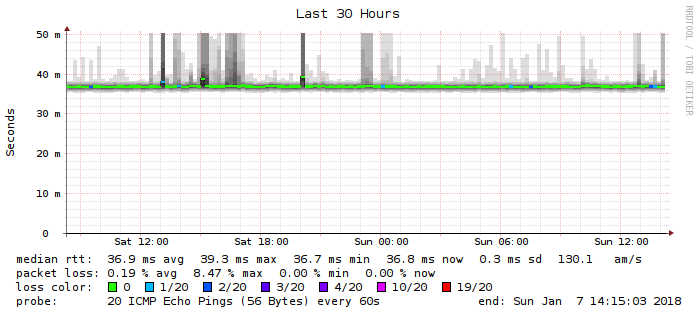 Last 30 Hours
RRDTOOL / TOBI OETIKER
Seconds
50 m
40 m
30 m
20 m
10 m
0
Sat 12:00 Sat 18:00 Sun 00:00 Sun 06:00 Sun 12:00
median rtt: 36.9 ms avg 39.3 ms max 36.7 ms min 36.8 ms now 0.3 ms sd 130.1 am/s
packet loss: 0.19 % avg 8.47 % max 0.00 % min 0.00 % now
loss color: 0 1/20 2/20 3/20 4/20 10/20 19/20
probe: 20 ICMP Echo Pings (56 Bytes) every 60s end: Sun Jan 7 14:15:03 2018